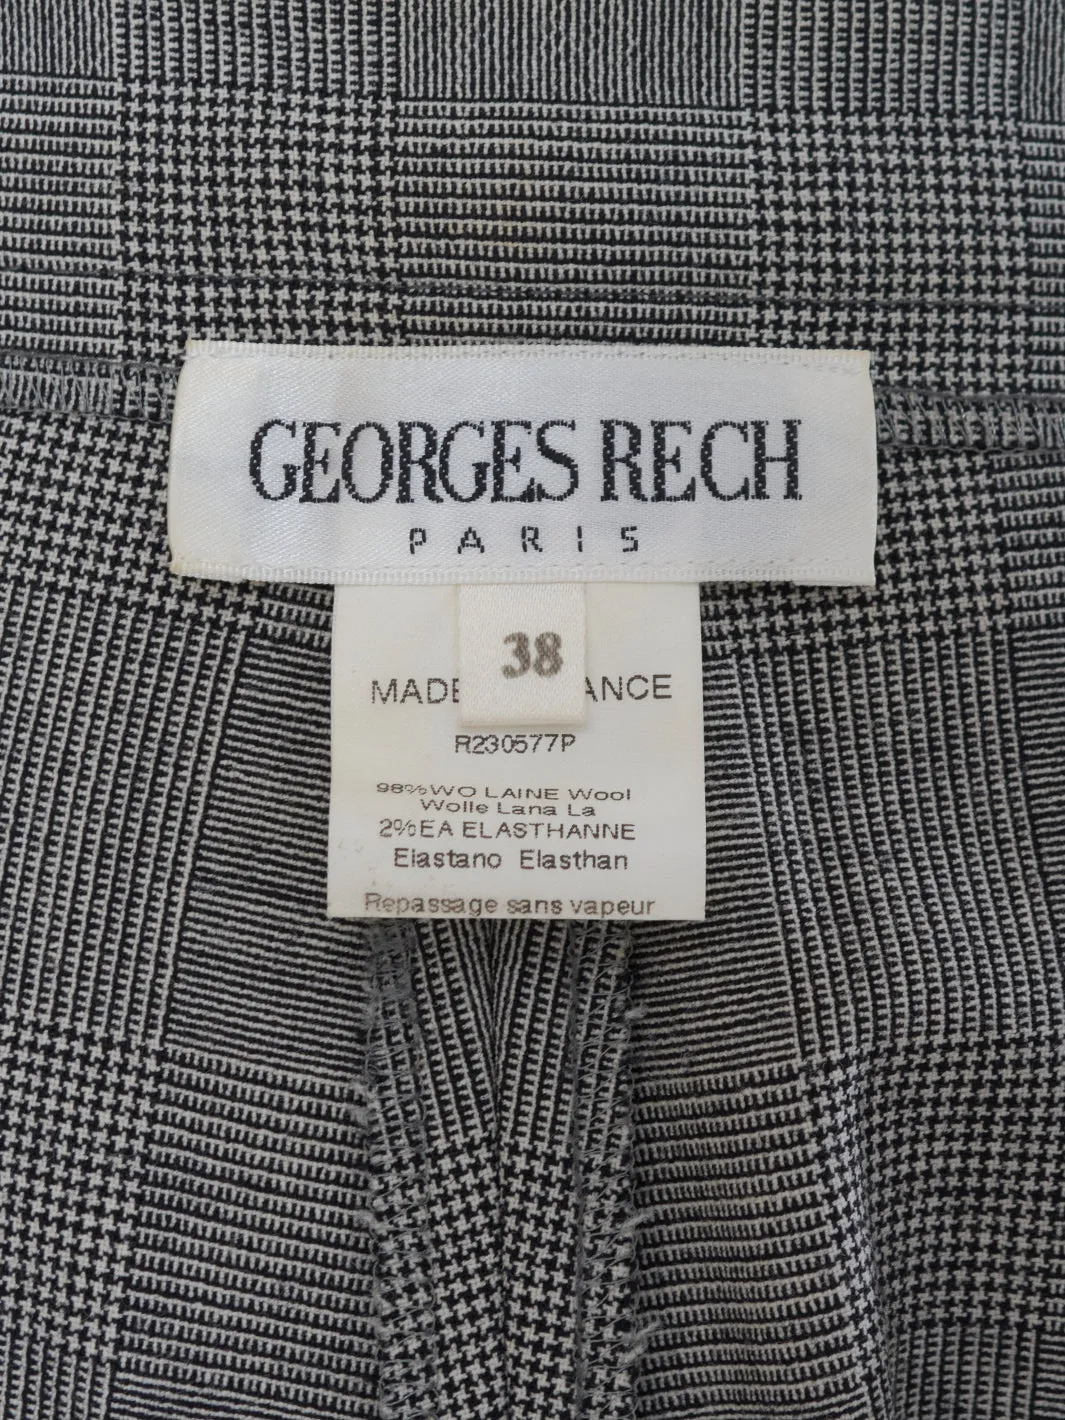 GEORGES RECH
PARIS
38
MADE ANCE
R230577P
98%WO LAINE Wool
Wolle Lana La
2%EA ELASTHANNE
Elastano Elasthan
Repassage sans vapeur